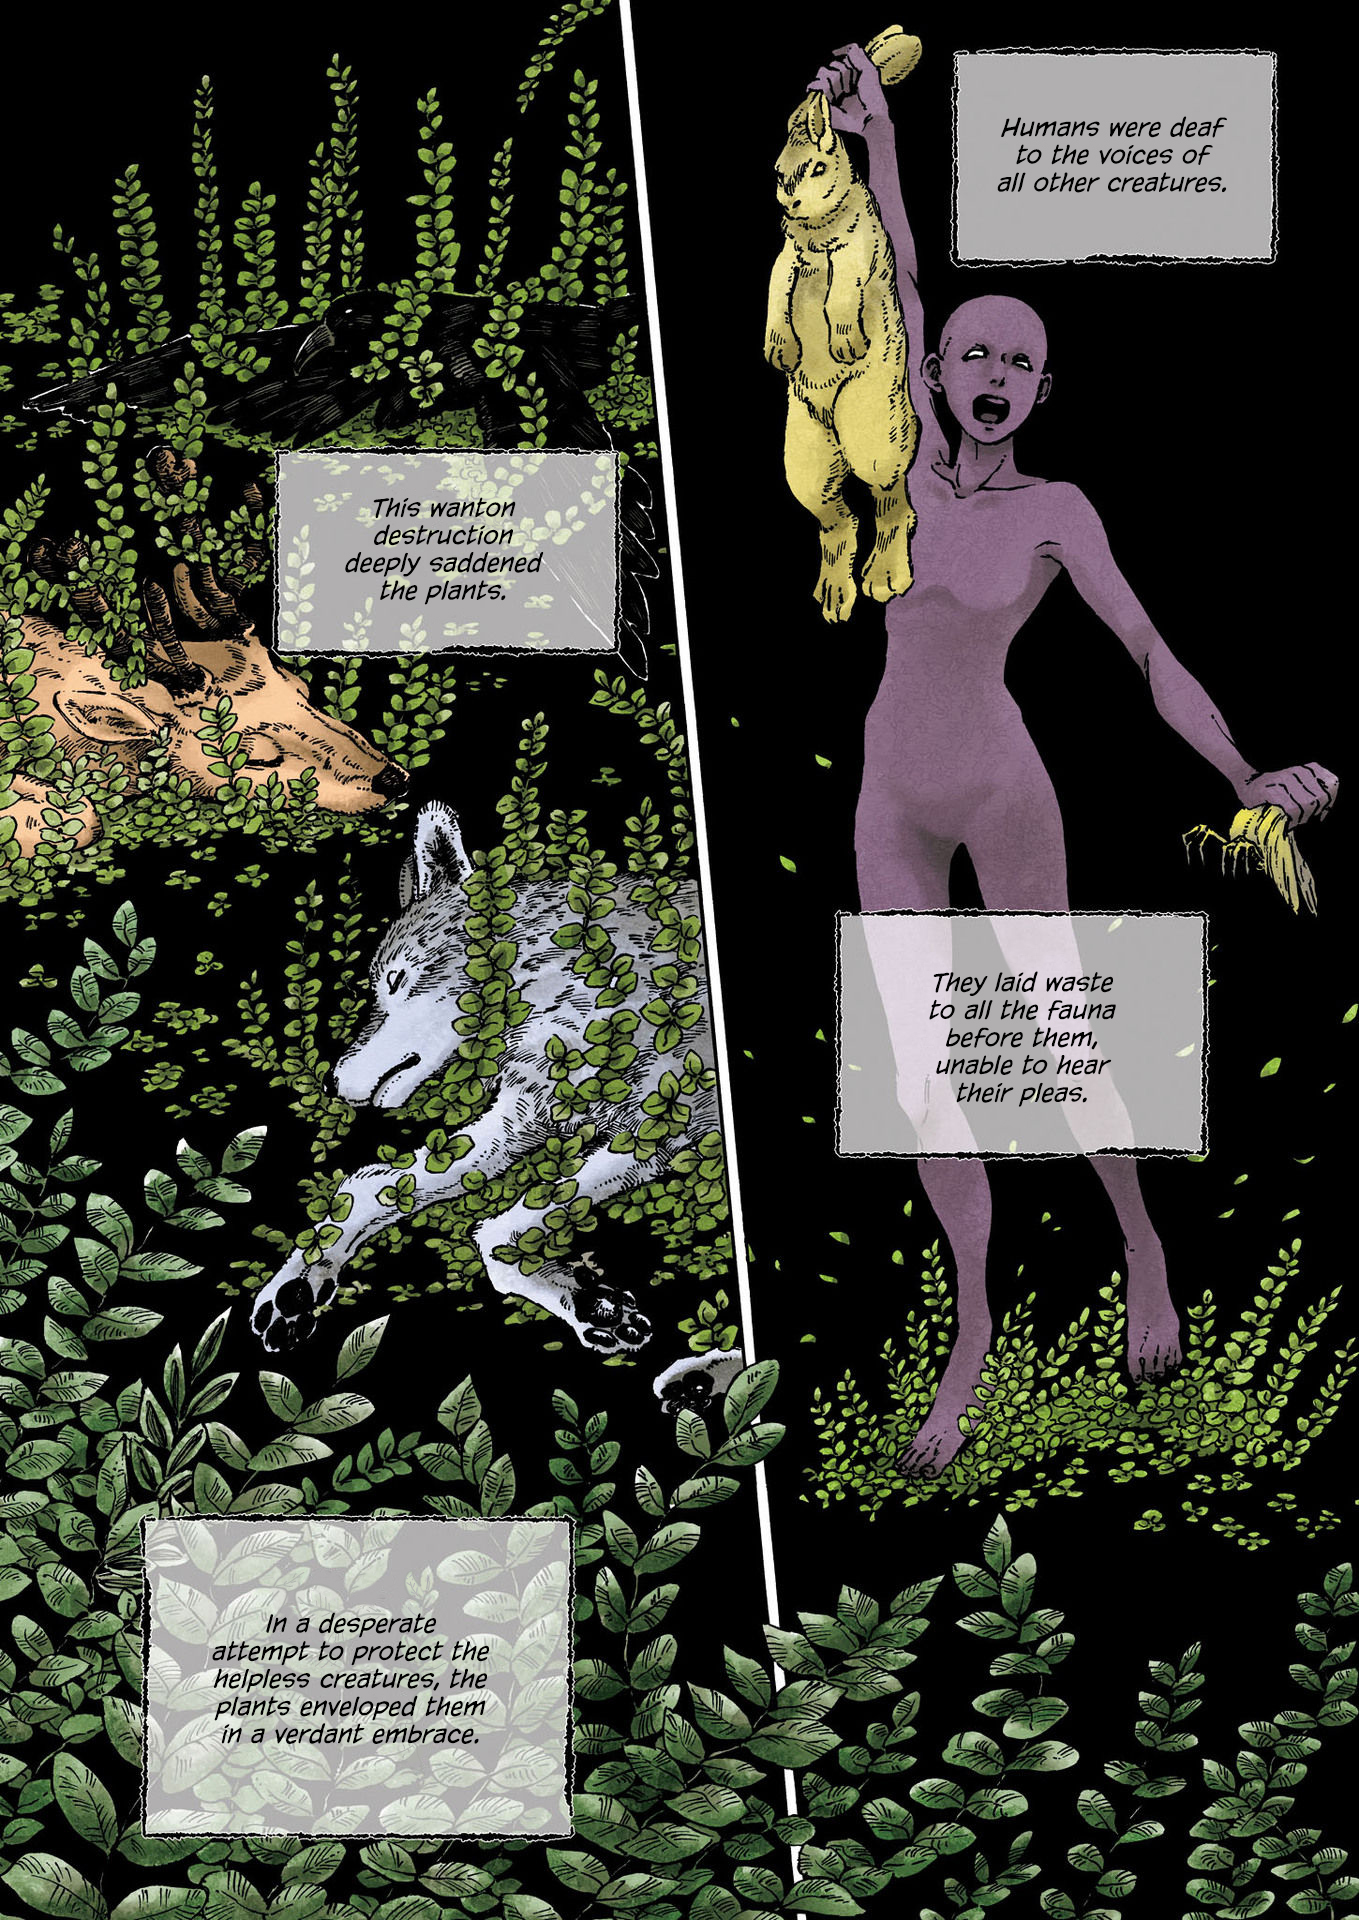 Humans were deaf
to the voices of
all other creatures.
They laid waste
to all the fauna
before them,
unable to hear
their pleas.
This wanton
destruction
deeply saddened
the plants.
In a desperate
attempt to protect the
helpless creatures, the
plants enveloped them
in a verdant embrace.